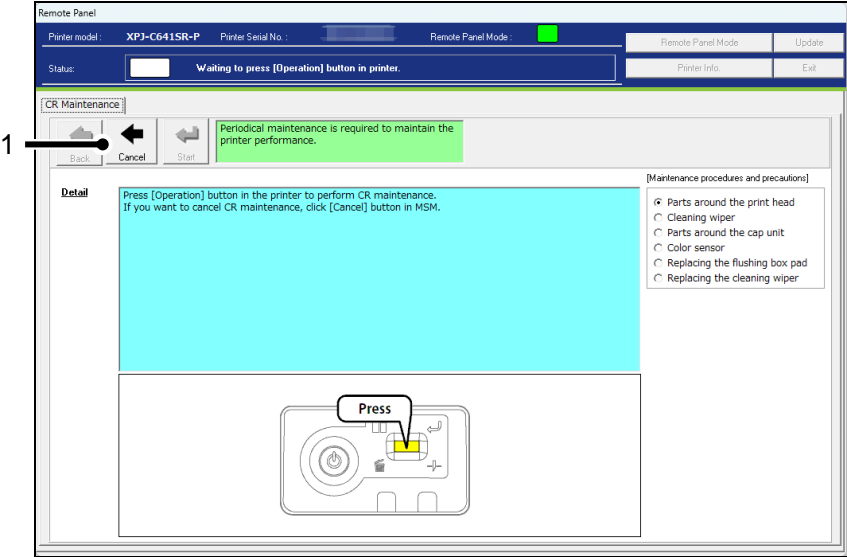 Remote Panel
Printer model : XPJ-C641SR-P Printer Serial No. : Remote Panel Mode :
Remote Panel Mode Update
Status: Waiting to press [Operation] button in printer.
Printer Info. Exit
CR Maintenance
1
Back Cancel Start
Periodical maintenance is required to maintain the
printer performance.
[Maintenance procedures and precautions]
Detail
Press [Operation] button in the printer to perform CR maintenance.
If you want to cancel CR maintenance, click [Cancel] button in MSM.
Parts around the print head
Cleaning wiper
Parts around the cap unit
Color sensor
Replacing the flushing box pad
Replacing the cleaning wiper
Press